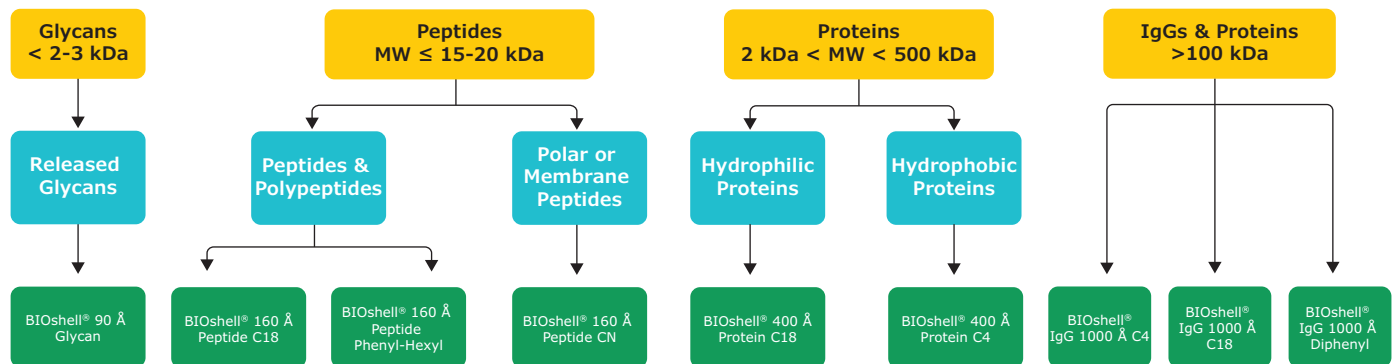 Glycans
< 2-3 kDa
Peptides
MW ≤ 15-20 kDa
Proteins
2 kDa < MW < 500 kDa
IgGs & Proteins
>100 kDa
Released
Glycans
Peptides &
Polypeptides
Polar or
Membrane
Peptides
Hydrophilic
Proteins
Hydrophobic
Proteins
BIOshell® 90 Å
Glycan
BIOshell® 160 Å
Peptide C18
BIOshell® 160 Å
Peptide
Phenyl-Hexyl
BIOshell® 160 Å
Peptide CN
BIOshell® 400 Å
Protein C18
BIOshell® 400 Å
Protein C4
BIOshell®
IgG 1000 Å C4
BIOshell®
IgG 1000 Å
C18
BIOshell®
IgG 1000 Å
Diphenyl